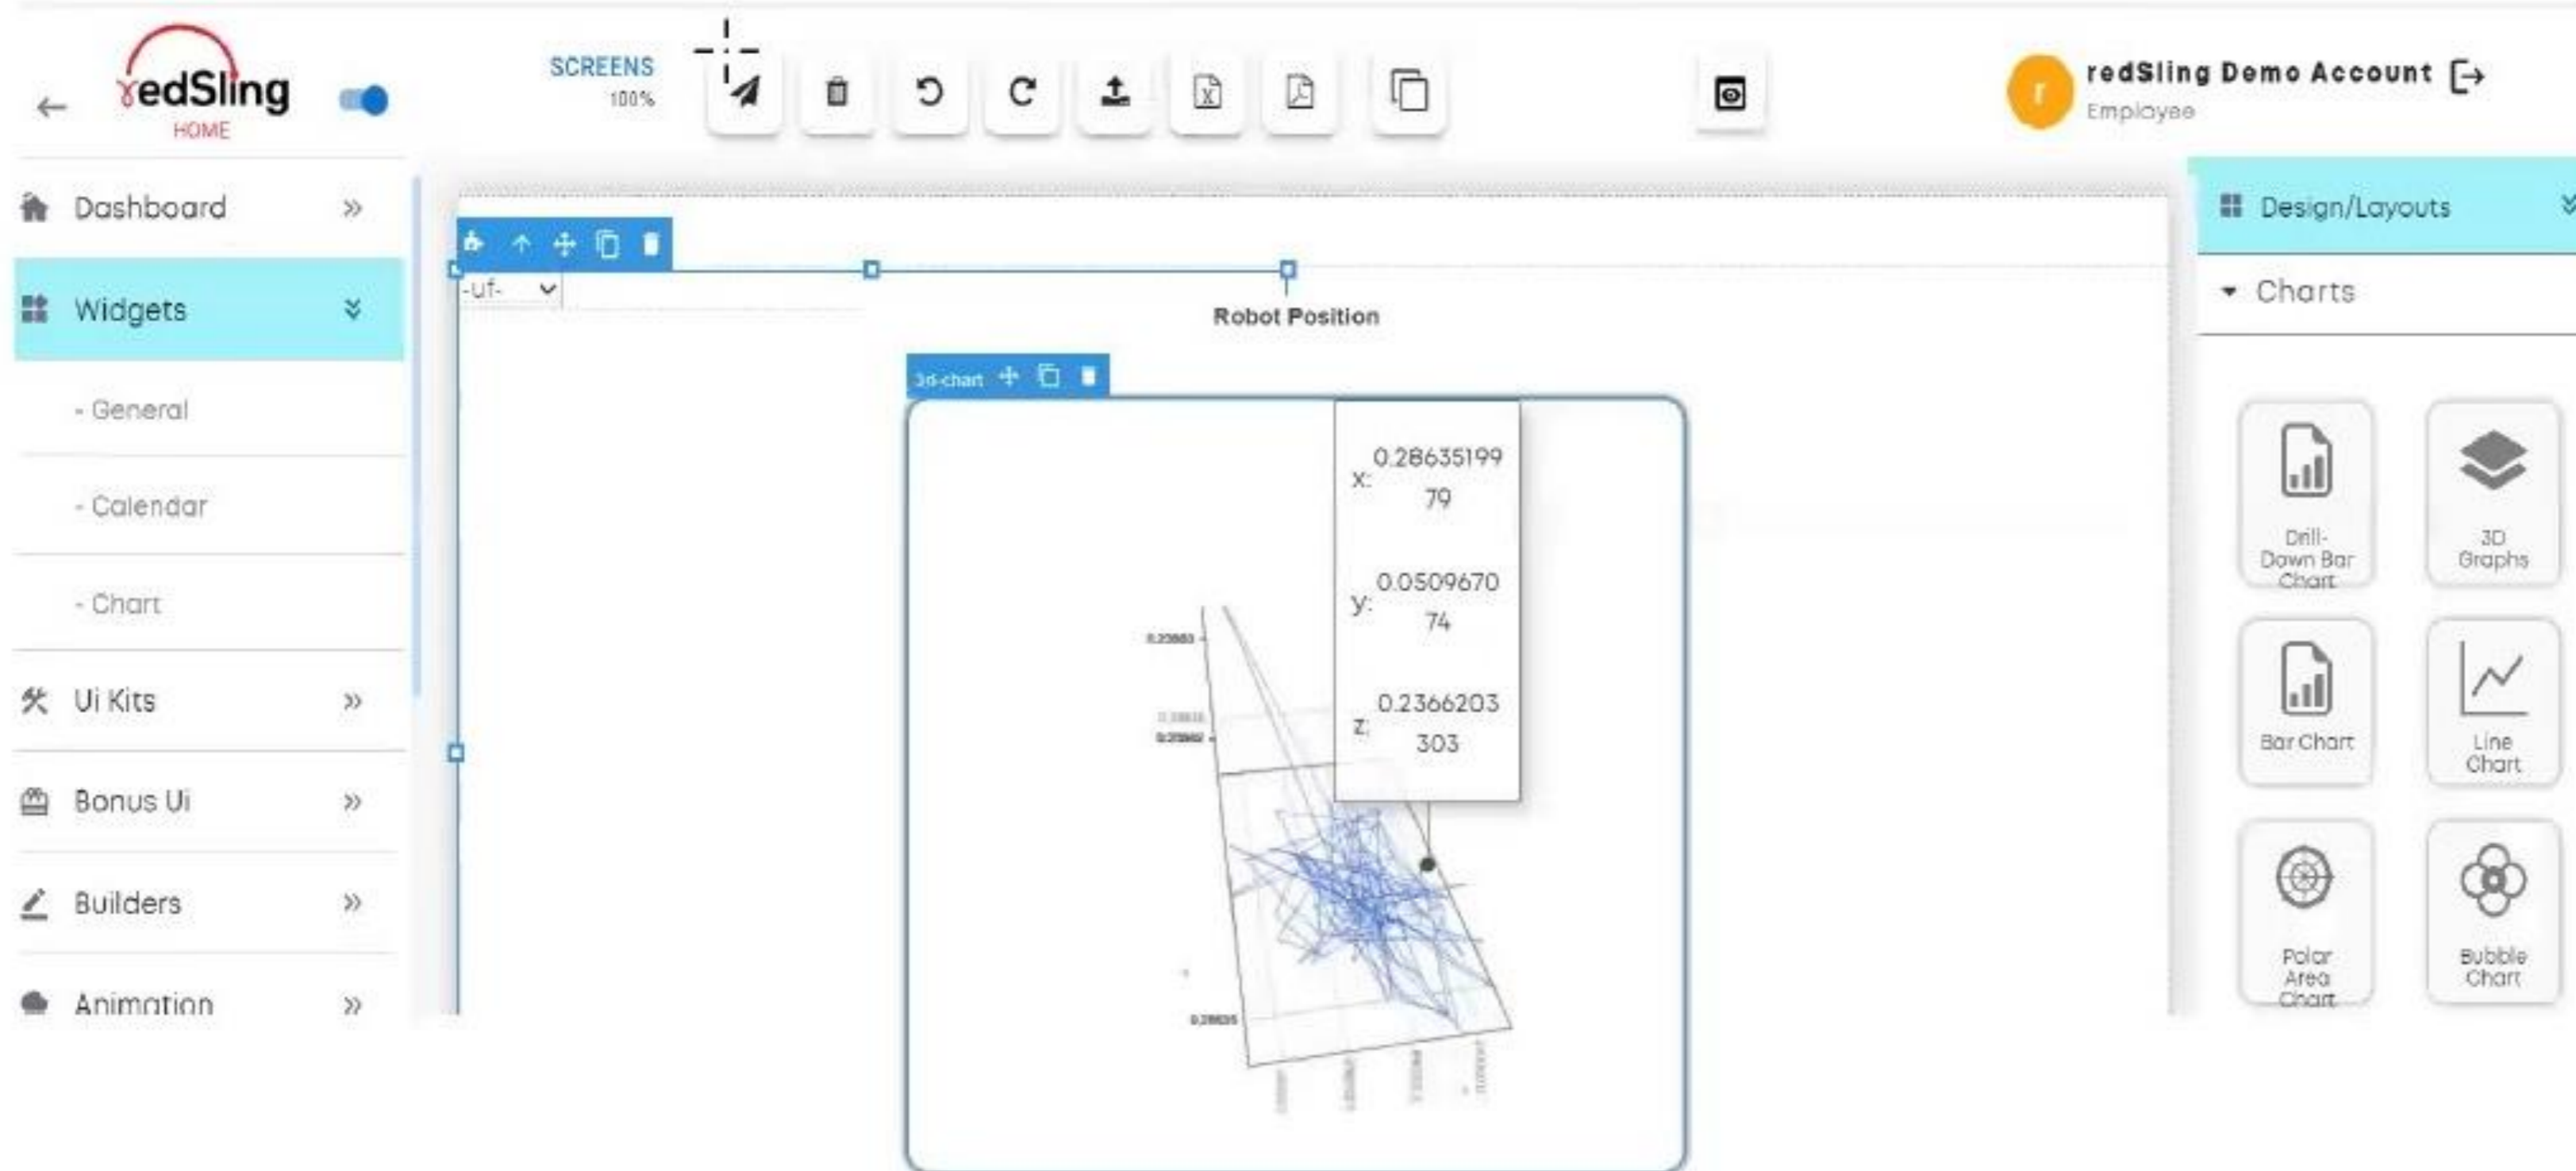 redSling
HOME
SCREENS
100%
redSling Demo Account
r
Employee
Dashboard
Widgets
- General
- Calendar
- Chart
Ui Kits
Bonus Ui
Builders
Animation
-uf-
Robot Position
3d-chart
x: 0.28635199
79
y: 0.0509670
74
z: 0.2366203
303
Design/Layouts
Charts
Drill-
Down Bar
Chart
3D
Graphs
Bar Chart
Line
Chart
Polar
Area
Chart
Bubble
Chart